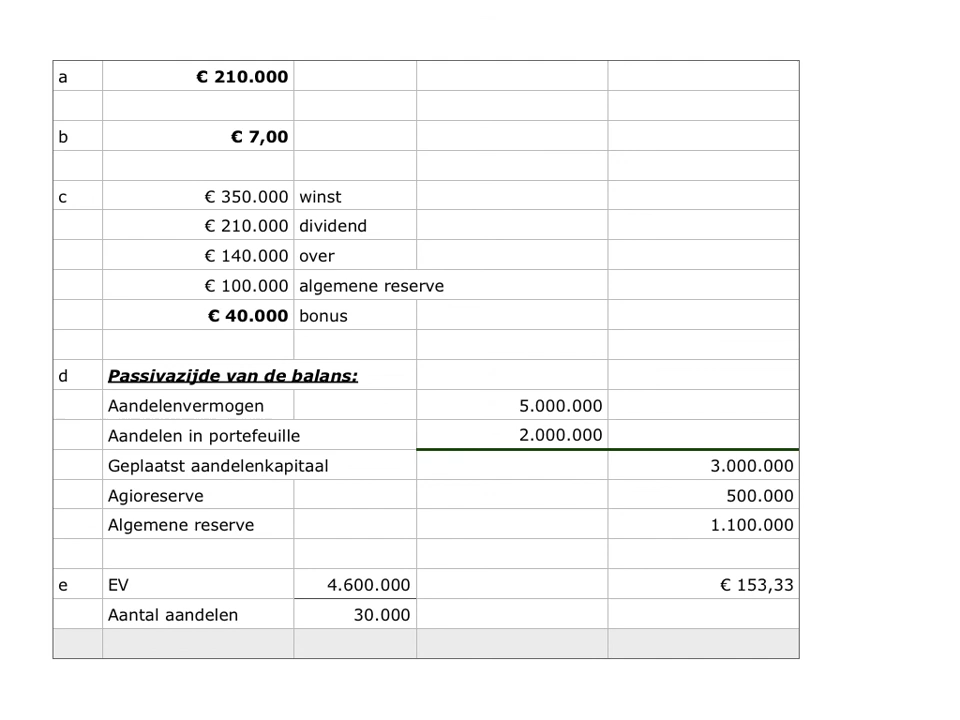 a € 210.000
b € 7,00
c € 350.000 winst
€ 210.000 dividend
€ 140.000 over
€ 100.000 algemene reserve
€ 40.000 bonus
d Passivazijde van de balans:
Aandelenvermogen 5.000.000
Aandelen in portefeuille 2.000.000
Geplaatst aandelenkapitaal 3.000.000
Agioreserve 500.000
Algemene reserve 1.100.000
e EV 4.600.000 € 153,33
Aantal aandelen 30.000